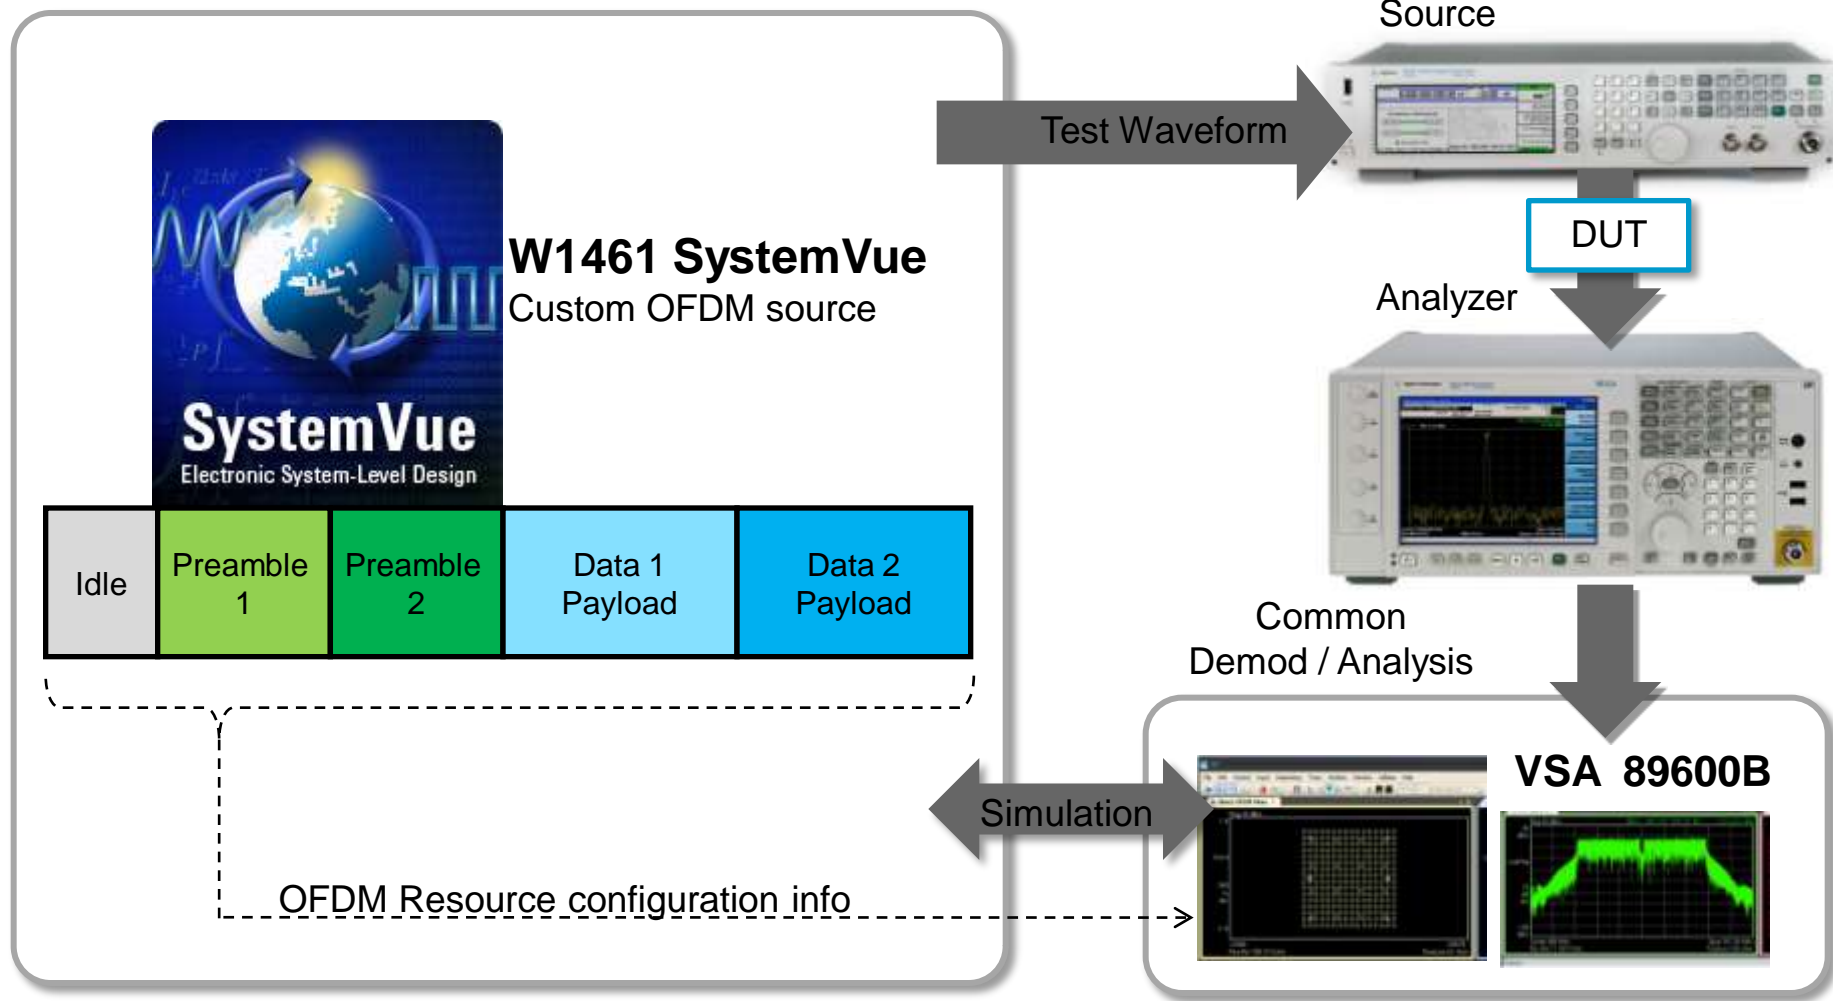 Source
Test Waveform
DUT
W1461 SystemVue
Custom OFDM source
Analyzer
SystemVue
Electronic System-Level Design
Idle
Preamble
1
Preamble
2
Data 1
Payload
Data 2
Payload
Common
Demod / Analysis
VSA 89600B
Simulation
OFDM Resource configuration info